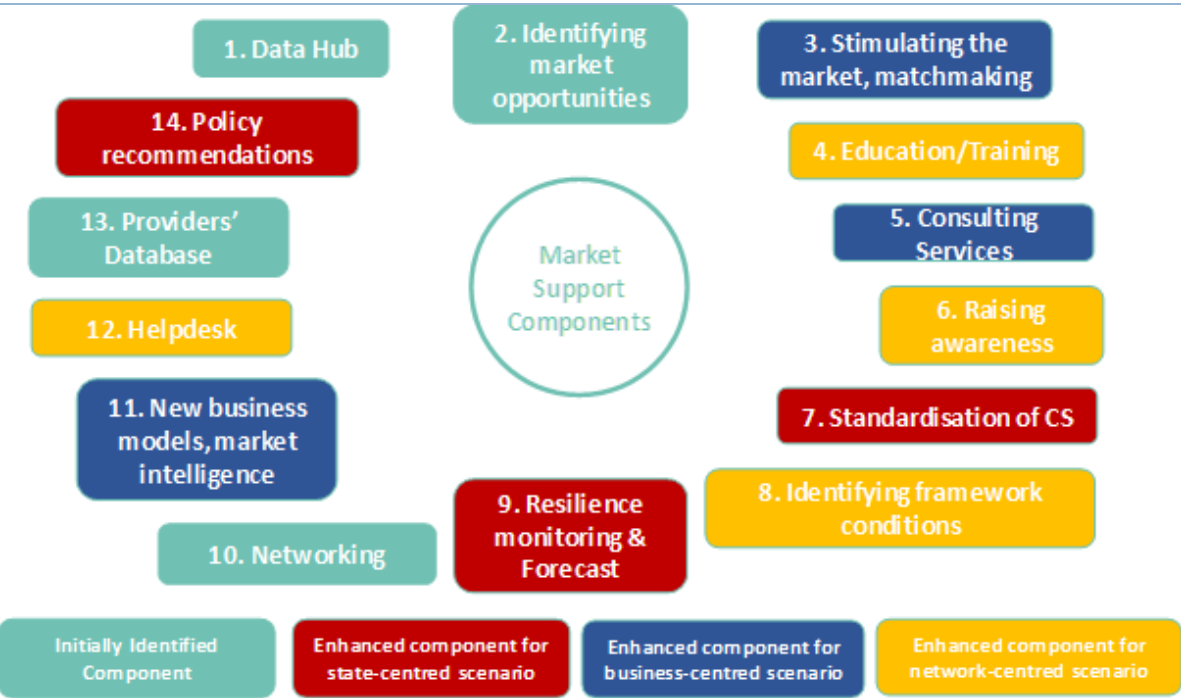 1. Data Hub
2. Identifying
market
opportunities
3. Stimulating the
market, matchmaking
14. Policy
recommendations
4. Education/Training
13. Providers'
Database
5. Consulting
Services
Market
Support
Components
12. Helpdesk
6. Raising
awareness
11. New business
models, market
intelligence
7. Standardisation of CS
8. Identifying framework
conditions
9. Resilience
monitoring &
Forecast
10. Networking
Initially Identified
Component
Enhanced component for
state-centred scenario
Enhanced component for
business-centred scenario
Enhanced component for
network-centred scenario